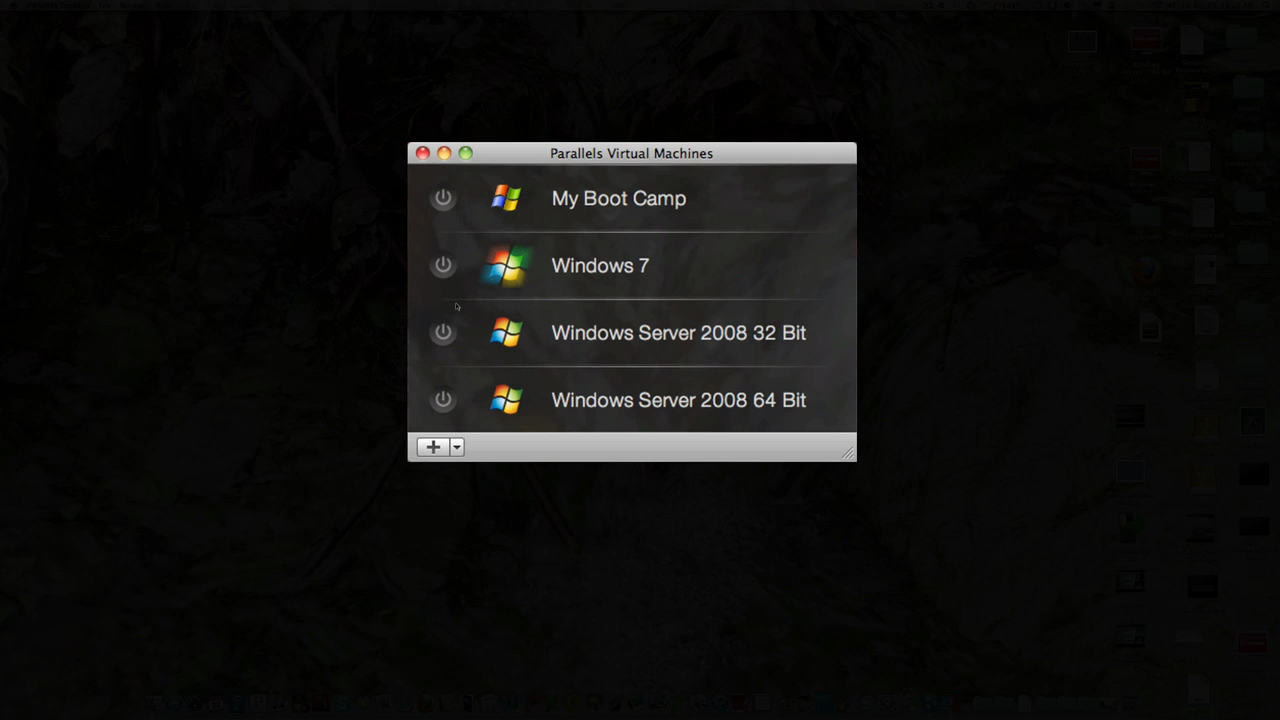 Parallels Virtual Machines
My Boot Camp
Windows 7
Windows Server 2008 32 Bit
Windows Server 2008 64 Bit